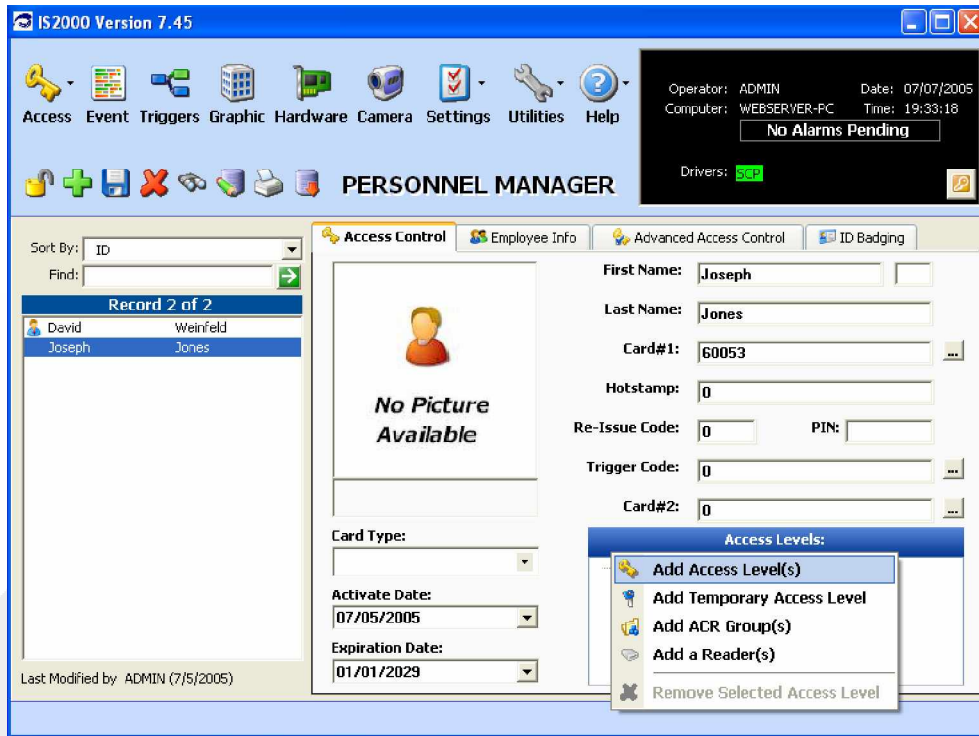 IS2000 Version 7.45
Access Event Triggers Graphic Hardware Camera Settings Utilities Help
Operator: ADMIN Date: 07/07/2005
Computer: WEBSERVER-PC Time: 19:33:18
No Alarms Pending
Drivers: SCP
PERSONNEL MANAGER
Sort By: ID
Find:
Record 2 of 2
David Weinfeld
Joseph Jones
Last Modified by ADMIN (7/5/2005)
Access Control Employee Info Advanced Access Control ID Badging
No Picture
Available
Card Type:
Activate Date:
07/05/2005
Expiration Date:
01/01/2029
First Name: Joseph
Last Name: Jones
Card#1: 60053 ...
Hotstamp: 0
Re-Issue Code: 0 PIN:
Trigger Code: 0 ...
Card#2: 0 ...
Access Levels:
Add Access Level(s)
Add Temporary Access Level
Add ACR Group(s)
Add a Reader(s)
Remove Selected Access Level